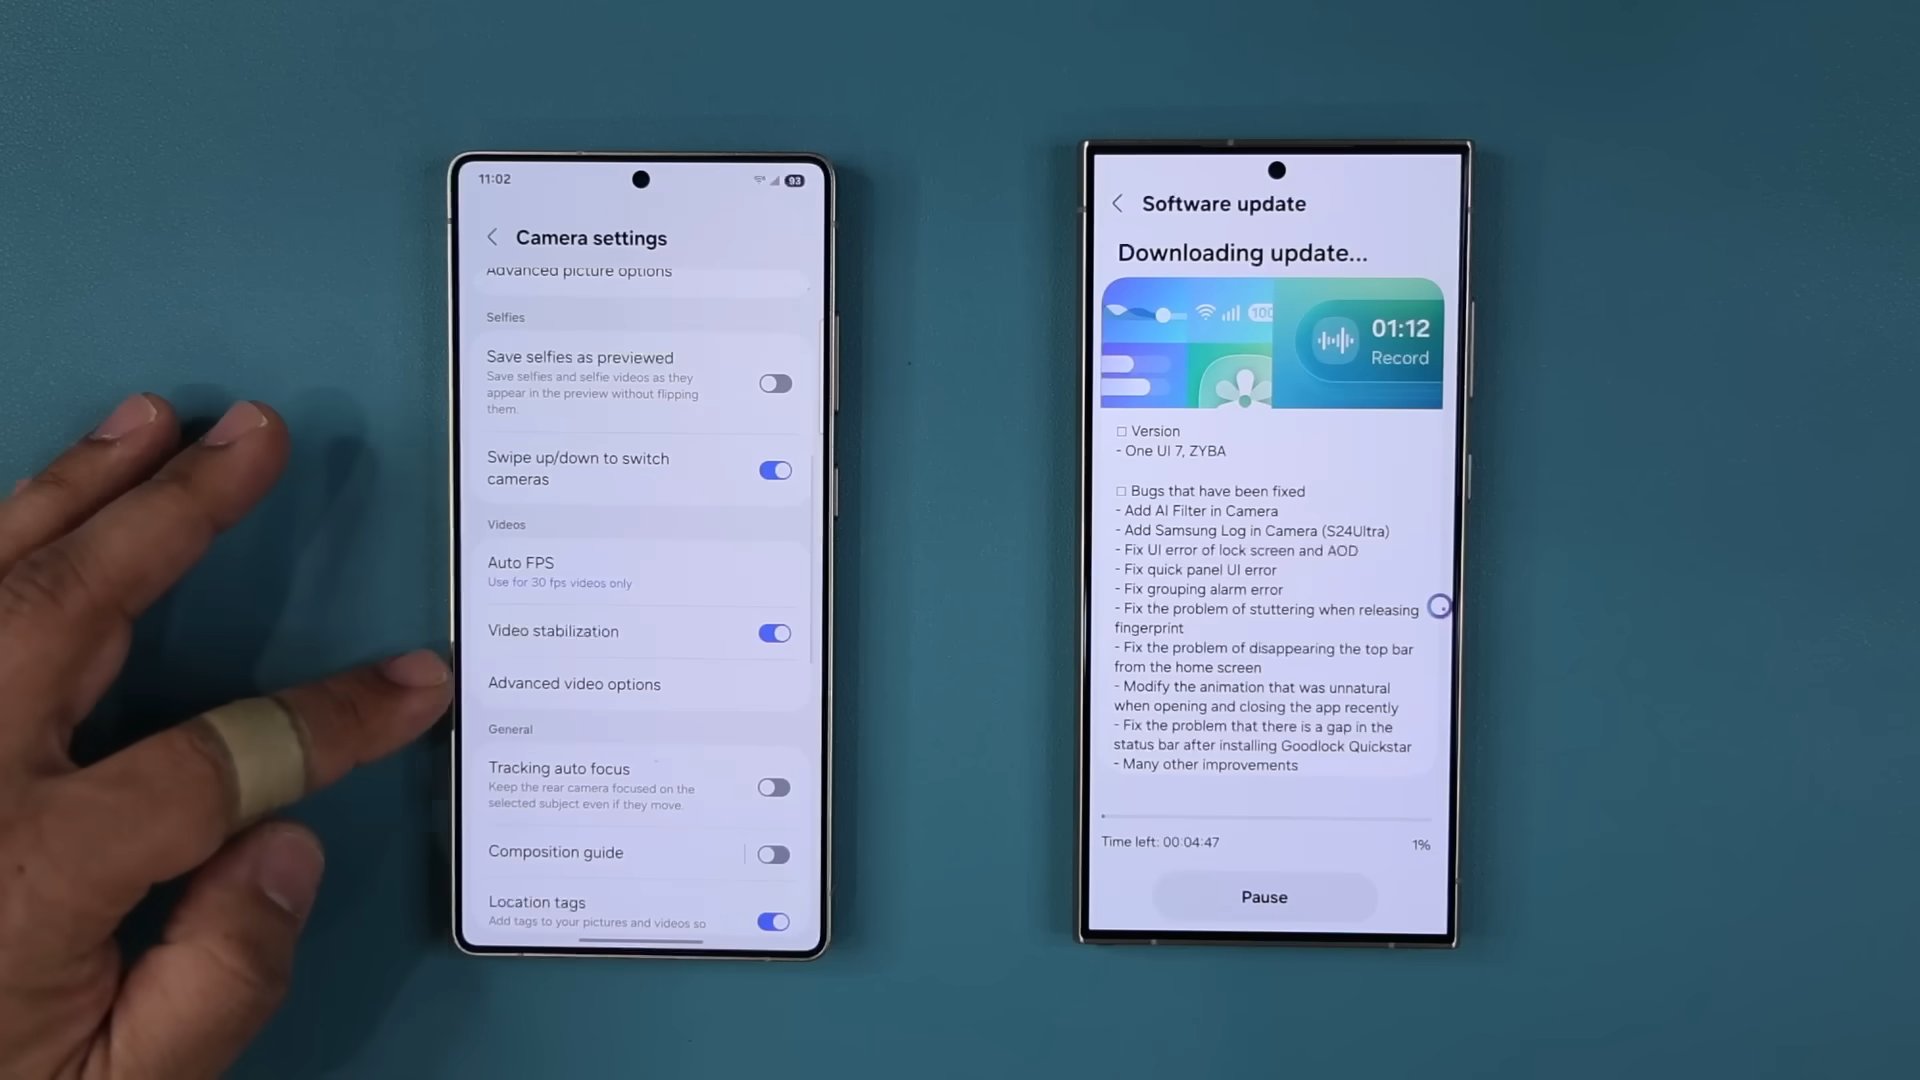 11:02
93
Camera settings
Advanced picture options
Selfies
Save selfies as previewed
Save selfies and selfie videos as they
appear in the preview without flipping
them.
Swipe up/down to switch
cameras
Videos
Auto FPS
Use for 30 fps videos only
Video stabilization
Advanced video options
General
Tracking auto focus
Keep the rear camera focused on the
selected subject even if they move.
Composition guide
Location tags
Add tags to your pictures and videos so
Software update
Downloading update...
100
01:12
Record
□ Version
- One UI 7, ZYBA
□ Bugs that have been fixed
- Add AI Filter in Camera
- Add Samsung Log in Camera (S24Ultra)
- Fix UI error of lock screen and AOD
- Fix quick panel UI error
- Fix grouping alarm error
- Fix the problem of stuttering when releasing
fingerprint
- Fix the problem of disappearing the top bar
from the home screen
- Modify the animation that was unnatural
when opening and closing the app recently
- Fix the problem that there is a gap in the
status bar after installing Goodlock Quickstar
- Many other improvements
Time left: 00:04:47
1%
Pause